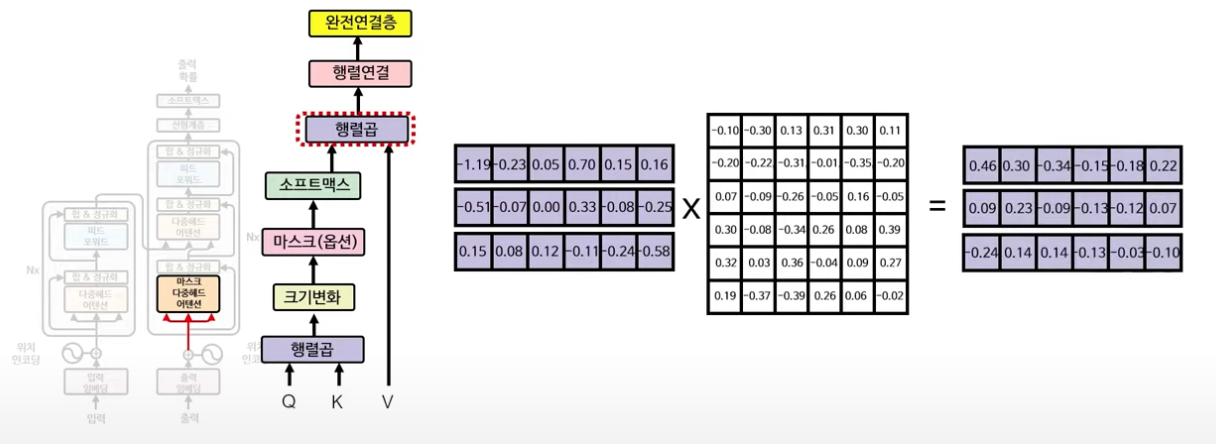 출력
확률
소프트맥스
선형계층
합 & 정규화
피드
포워드
합 & 정규화
다중헤드
어텐션
Nx
합 & 정규화
마스크
다중헤드
어텐션
합 & 정규화
피드
포워드
Nx
합 & 정규화
다중헤드
어텐션
위치
인코딩
위치
인코
입력
임베딩
출력
임베딩
입력
출력
완전연결층
행렬연결
행렬곱
소프트맥스
마스크(옵션)
크기변화
행렬곱
Q K V
-1.19 -0.23 0.05 0.70 0.15 0.16
-0.51 -0.07 0.00 0.33 -0.08 -0.25
0.15 0.08 0.12 -0.11 -0.24 -0.58
X
-0.10 -0.30 0.13 0.31 0.30 0.11
-0.20 -0.22 -0.31 -0.01 -0.35 -0.20
0.07 -0.09 -0.26 -0.05 0.16 -0.05
0.30 -0.08 -0.34 0.26 0.08 0.39
0.32 0.03 0.36 -0.04 0.09 0.27
0.19 -0.37 -0.39 0.26 0.06 -0.02
=
0.46 0.30 -0.34 -0.15 -0.18 0.22
0.09 0.23 -0.09 -0.13 -0.12 0.07
-0.24 0.14 0.14 -0.13 -0.03 -0.10